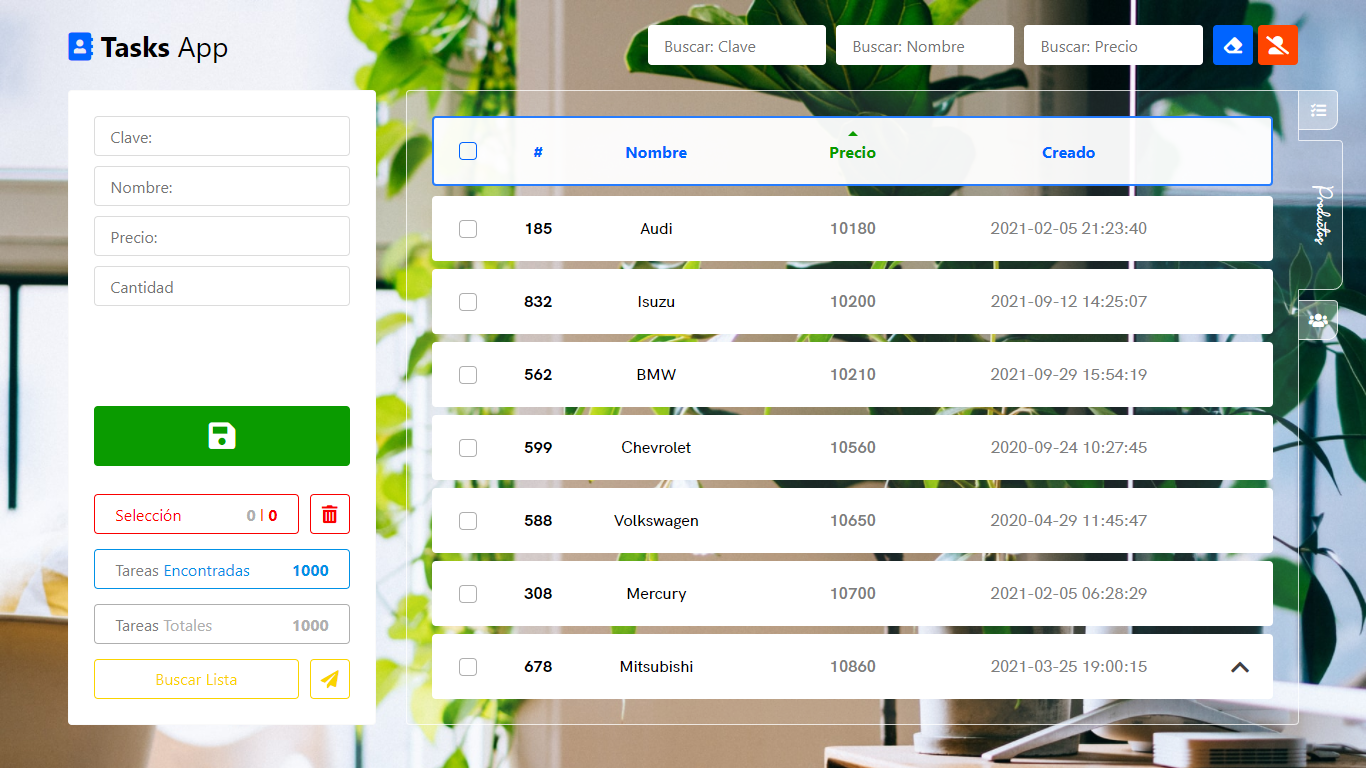 Tasks App
Buscar: Clave
Buscar: Nombre
Buscar: Precio
Clave:
Nombre:
Precio:
Cantidad
Selección 0 | 0
Tareas Encontradas 1000
Tareas Totales 1000
Buscar Lista
# Nombre Precio Creado
185 Audi 10180 2021-02-05 21:23:40
832 Isuzu 10200 2021-09-12 14:25:07
562 BMW 10210 2021-09-29 15:54:19
599 Chevrolet 10560 2020-09-24 10:27:45
588 Volkswagen 10650 2020-04-29 11:45:47
308 Mercury 10700 2021-02-05 06:28:29
678 Mitsubishi 10860 2021-03-25 19:00:15
Productos